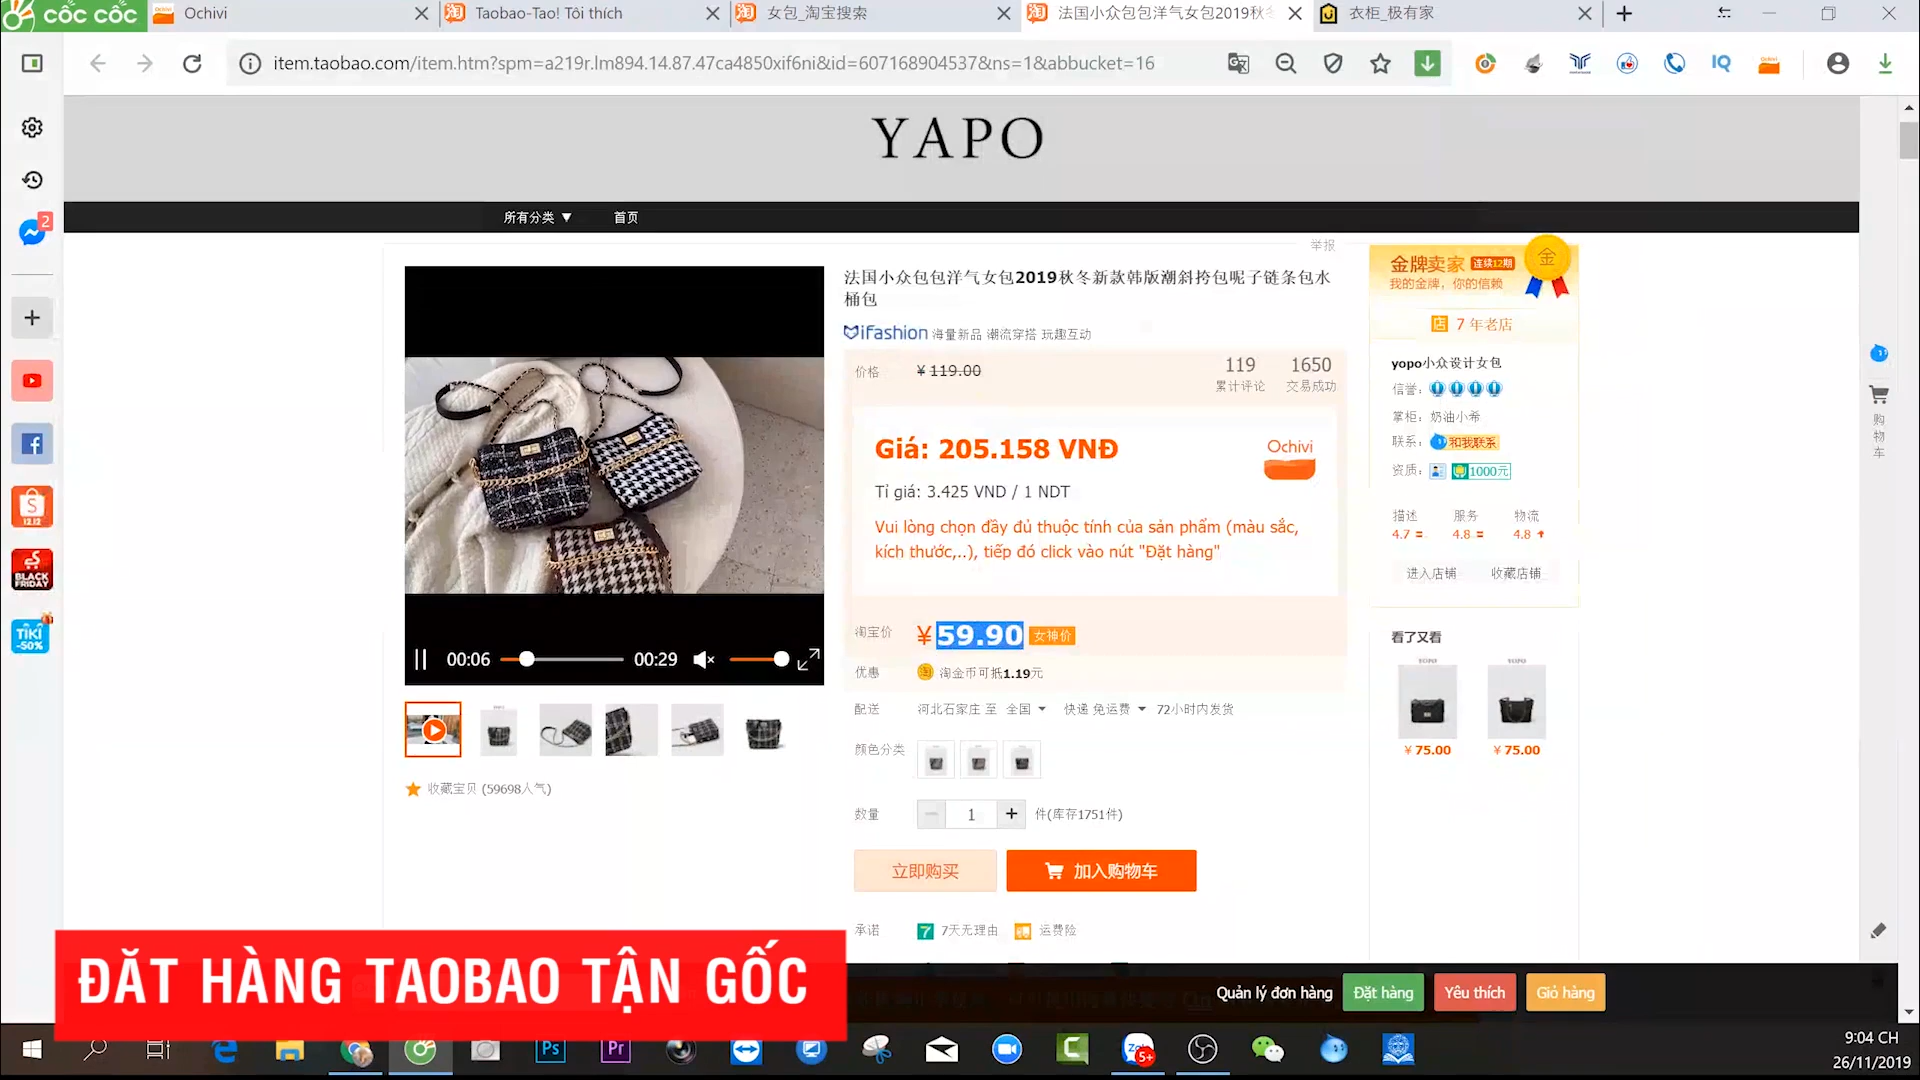 cốc cốc
Ochivi
Taobao-Tao! Tôi thích
女包_淘宝搜索
法国小众包包洋气女包2019秋冬
衣柜_极有家
item.taobao.com/item.htm?spm=a219r.lm894.14.87.47ca4850xif6ni&id=607168904537&ns=1&abbucket=16
IQ
YAPO
所有分类 ▼ 首页
举报
法国小众包包洋气女包2019秋冬新款韩版潮斜挎包呢子链条包水
桶包
iFashion 海量新品 潮流穿搭 玩趣互动
价格 ¥ 119.00
119
累计评论
1650
交易成功
Giá: 205.158 VNĐ
Ochivi
Tỉ giá: 3.425 VND / 1 NDT
Vui lòng chọn đầy đủ thuộc tính của sản phẩm (màu sắc,
kích thước,..), tiếp đó click vào nút "Đặt hàng"
淘宝价 ¥ 59.90 女神价
优惠 淘金币可抵1.19元
配送 河北石家庄 至 全国 快递 免运费 72小时内发货
颜色分类
数量 1 + 件(库存1751件)
立即购买 加入购物车
承诺 7天无理由 运费险
00:06 00:29
收藏宝贝 (59698人气)
金牌卖家 连续12期
金
我的金牌，你的信赖
店 7 年老店
yopo小众设计女包
信誉：
掌柜：奶油小希
联系：和我联系
资质：1000元
描述 服务 物流
4.7 4.8 4.8
进入店铺 收藏店铺
看了又看
YOPO YOPO
¥ 75.00 ¥ 75.00
购物车
2
12.12
BLACK
FRIDAY
TIKI
-50%
ĐẶT HÀNG TAOBAO TẬN GỐC
Quản lý đơn hàng Đặt hàng Yêu thích Giỏ hàng
Ps
Pr
Zalo
5+
9:04 CH
26/11/2019